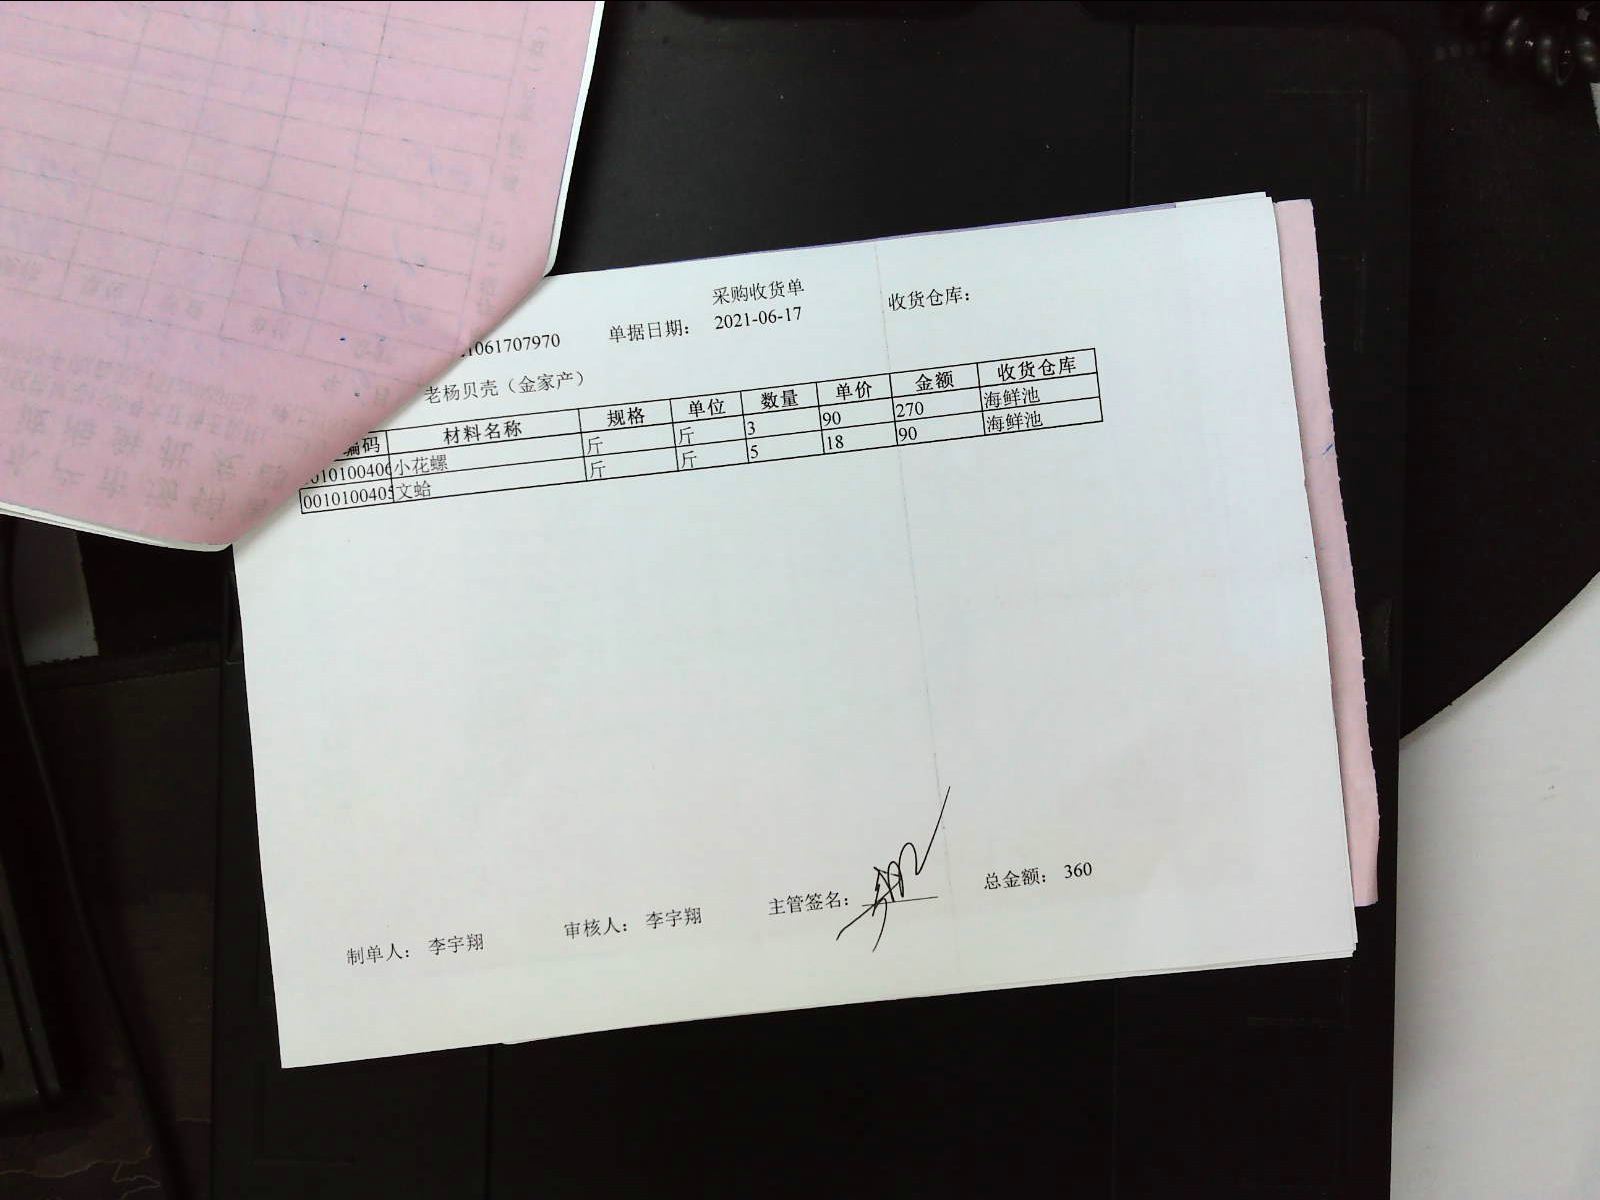 采购收货单
1061707970 单据日期： 2021-06-17 收货仓库：
老杨贝壳（金家产）
编码 材料名称 规格 单位 数量 单价 金额 收货仓库
010100406 小花螺 斤 斤 3 90 270 海鲜池
0010100405 文蛤 斤 斤 5 18 90 海鲜池
制单人： 李宇翔 审核人： 李宇翔 主管签名： 总金额： 360